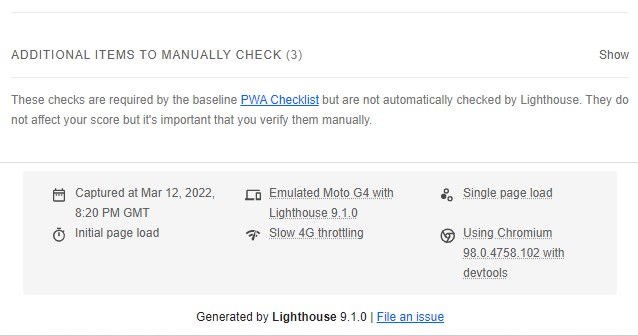 ADDITIONAL ITEMS TO MANUALLY CHECK (3) Show
These checks are required by the baseline PWA Checklist but are not automatically checked by Lighthouse. They do
not affect your score but it's important that you verify them manually.
Captured at Mar 12, 2022,
8:20 PM GMT
Initial page load
Emulated Moto G4 with
Lighthouse 9.1.0
Slow 4G throttling
Single page load
Using Chromium
98.0.4758.102 with
devtools
Generated by Lighthouse 9.1.0 | File an issue